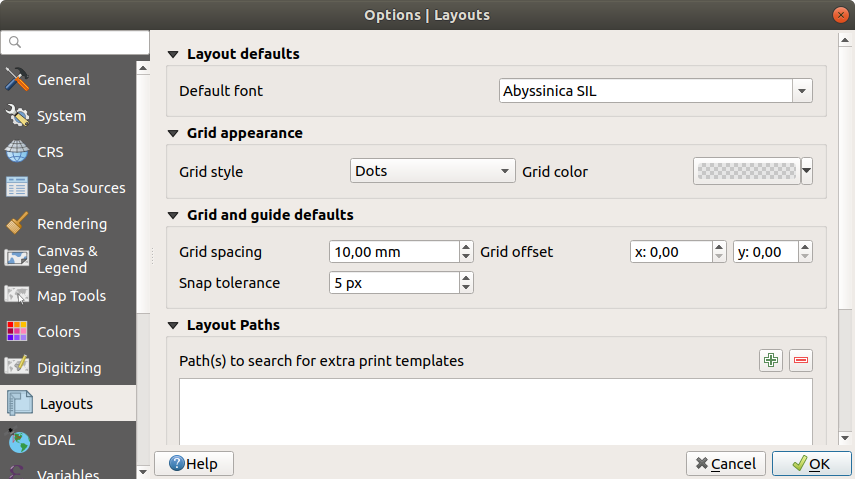 Options | Layouts
General
System
CRS
Data Sources
Rendering
Canvas &
Legend
Map Tools
Colors
Digitizing
Layouts
GDAL
Variables
Layout defaults
Default font
Abyssinica SIL
Grid appearance
Grid style
Dots
Grid color
Grid and guide defaults
Grid spacing
10,00 mm
Grid offset
x: 0,00
y: 0,00
Snap tolerance
5 px
Layout Paths
Path(s) to search for extra print templates
Help
Cancel
OK